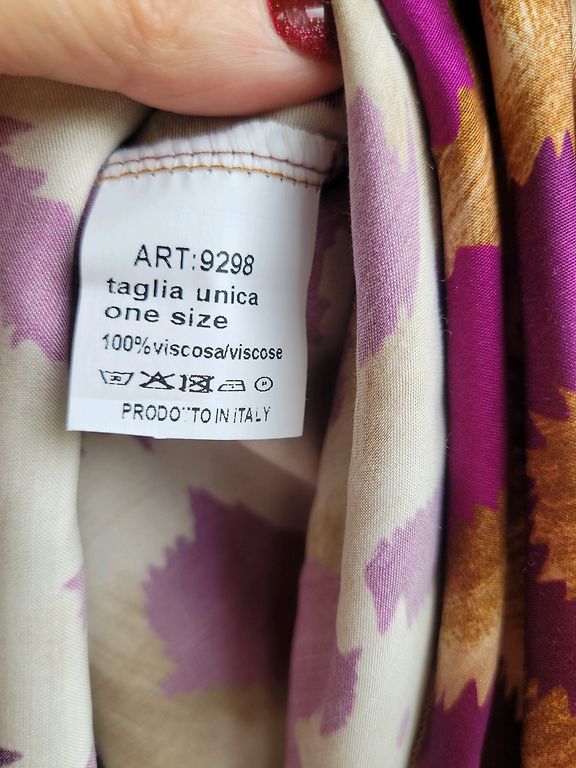 ART:9298
taglia unica
one size
100%viscosa/viscose
PRODOTTO IN ITALY